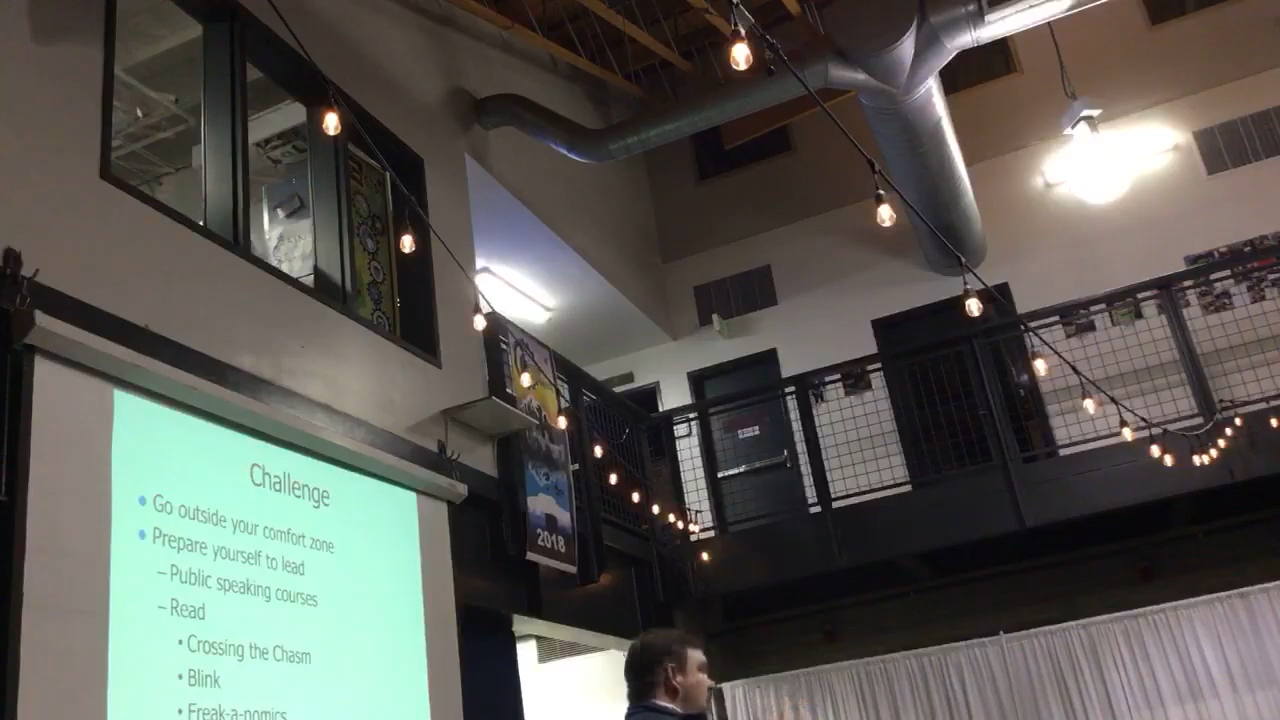 Challenge
• Go outside your comfort zone
• Prepare yourself to lead
– Public speaking courses
– Read
• Crossing the Chasm
• Blink
• Freak-a-nomics
2018